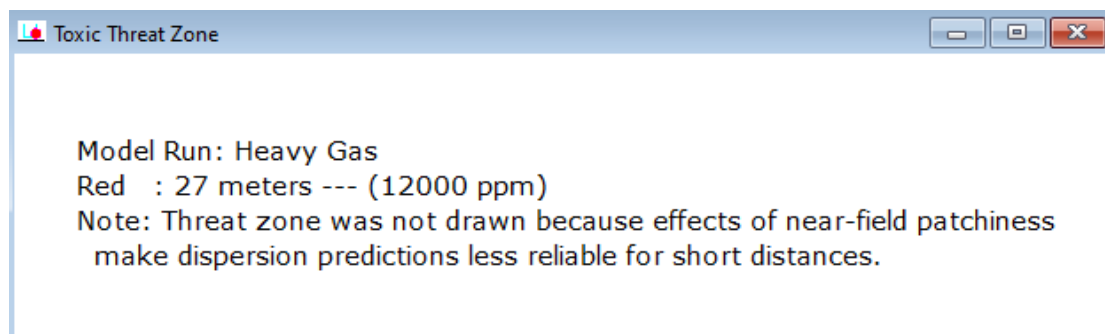 Toxic Threat Zone
Model Run: Heavy Gas
Red : 27 meters --- (12000 ppm)
Note: Threat zone was not drawn because effects of near-field patchiness
make dispersion predictions less reliable for short distances.